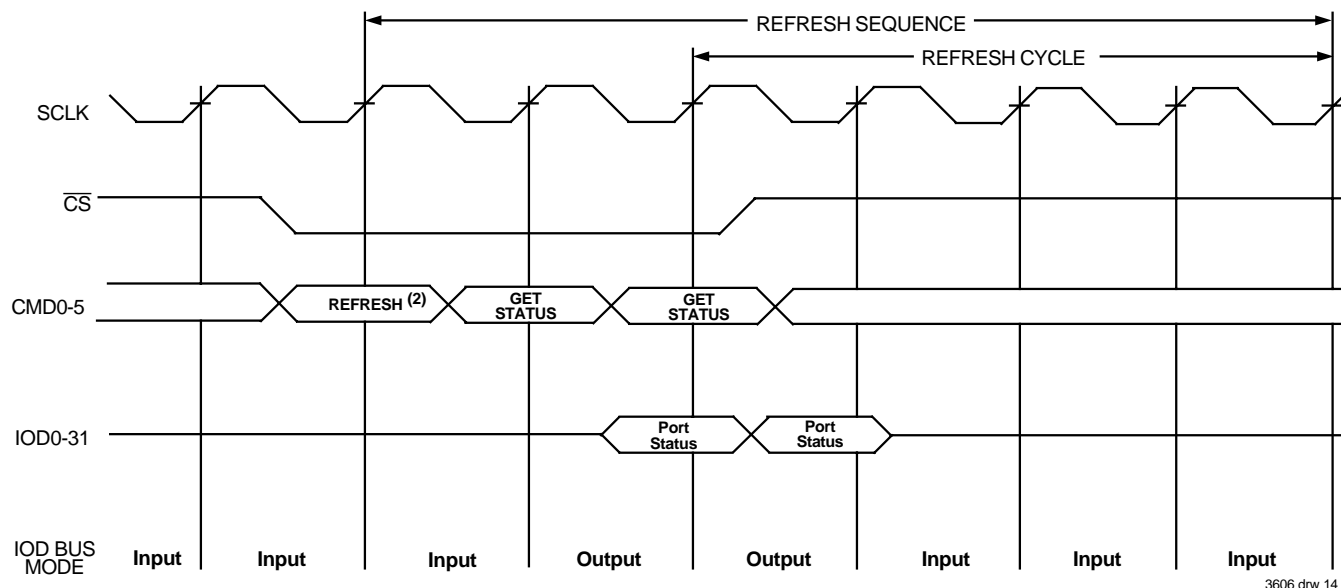 REFRESH SEQUENCE
REFRESH CYCLE
SCLK
CS
CMD0-5
REFRESH (2)
GET
STATUS
GET
STATUS
IOD0-31
Port
Status
Port
Status
IOD BUS
MODE
Input Input Input Output Output Input Input Input
3606 drw 14